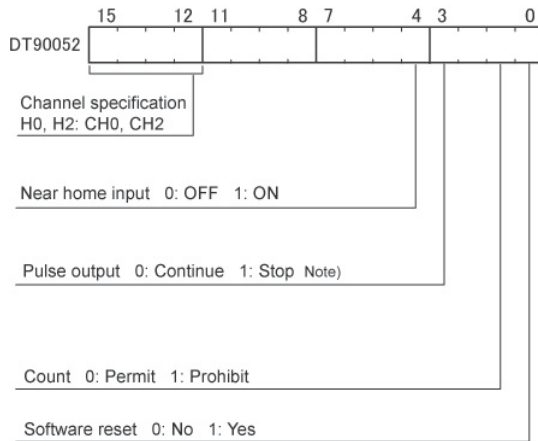 15 12 11 8 7 4 3 0
DT90052
Channel specification
H0, H2: CH0, CH2
Near home input 0: OFF 1: ON
Pulse output 0: Continue 1: Stop Note)
Count 0: Permit 1: Prohibit
Software reset 0: No 1: Yes